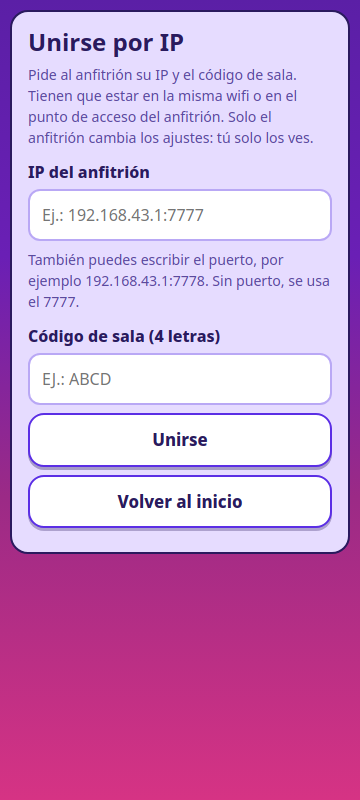 Unirse por IP
Pide al anfitrión su IP y el código de sala.
Tienen que estar en la misma wifi o en el
punto de acceso del anfitrión. Solo el
anfitrión cambia los ajustes: tú solo los ves.
IP del anfitrión
Ej.: 192.168.43.1:7777
También puedes escribir el puerto, por
ejemplo 192.168.43.1:7778. Sin puerto, se usa
el 7777.
Código de sala (4 letras)
EJ.: ABCD
Unirse
Volver al inicio